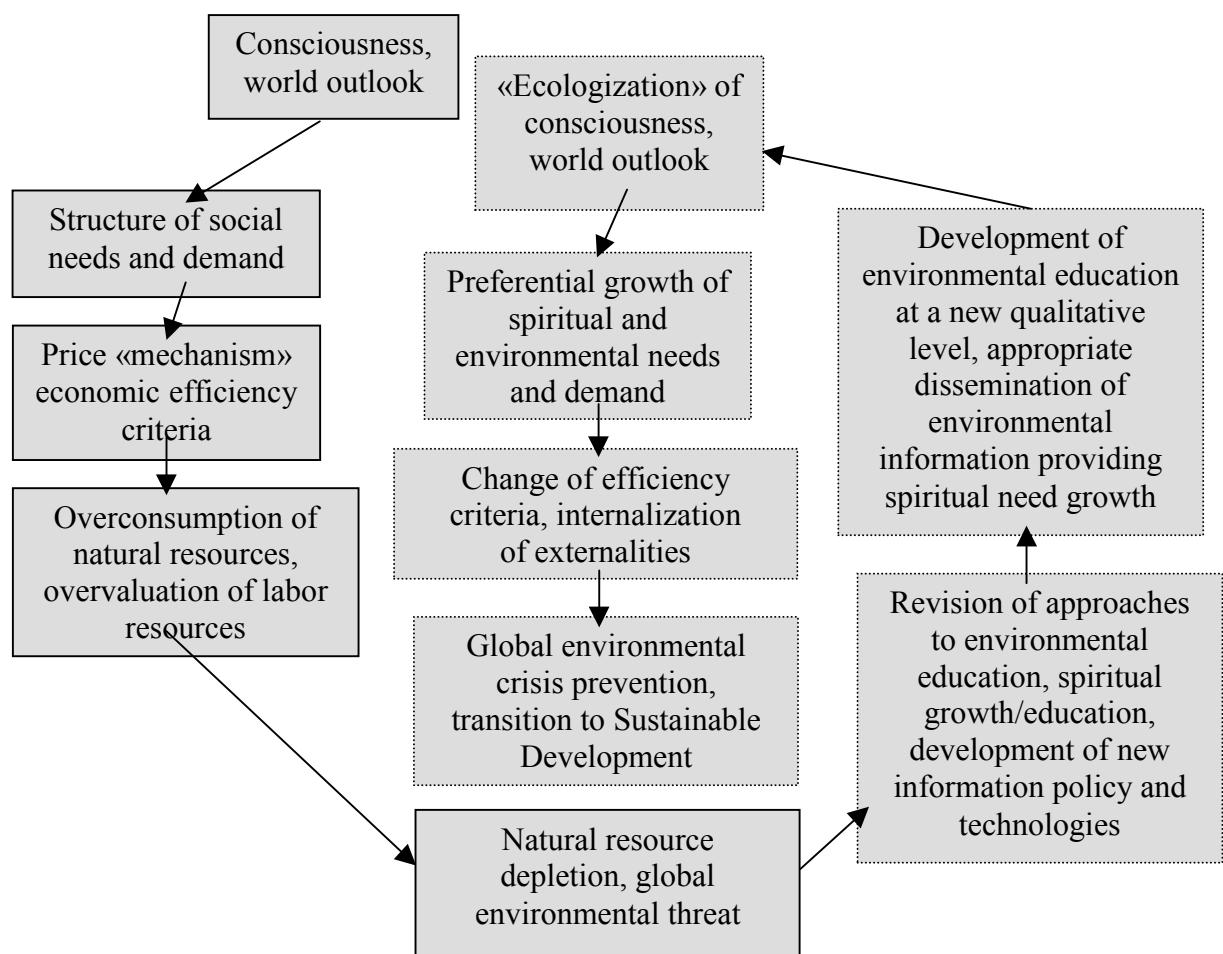 Consciousness,
world outlook
Structure of social
needs and demand
Price «mechanism»
economic efficiency
criteria
Overconsumption of
natural resources,
overvaluation of labor
resources
Natural resource
depletion, global
environmental threat
Revision of approaches
to environmental
education, spiritual
growth/education,
development of new
information policy and
technologies
Development of
environmental education
at a new qualitative
level, appropriate
dissemination of
environmental
information providing
spiritual need growth
«Ecologization» of
consciousness,
world outlook
Preferential growth of
spiritual and
environmental needs
and demand
Change of efficiency
criteria, internalization
of externalities
Global environmental
crisis prevention,
transition to Sustainable
Development